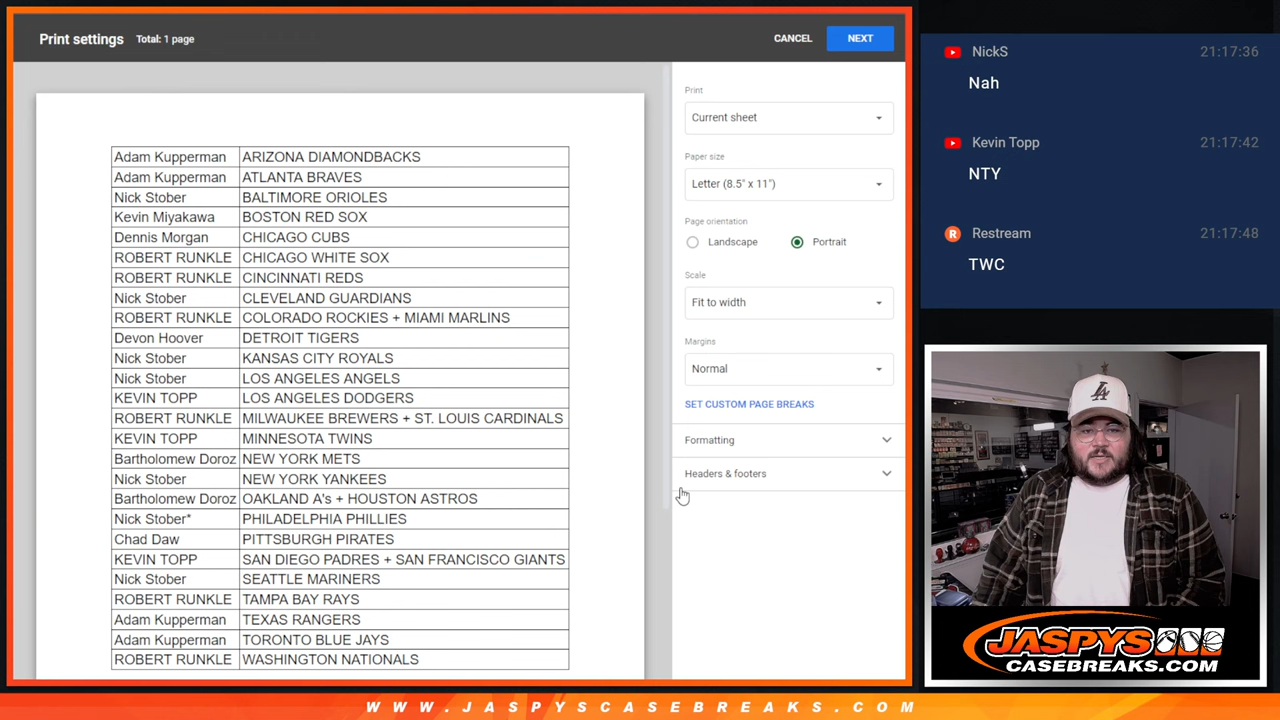 Print settings Total: 1 page CANCEL NEXT
Adam Kupperman ARIZONA DIAMONDBACKS
Adam Kupperman ATLANTA BRAVES
Nick Stober BALTIMORE ORIOLES
Kevin Miyakawa BOSTON RED SOX
Dennis Morgan CHICAGO CUBS
ROBERT RUNKLE CHICAGO WHITE SOX
ROBERT RUNKLE CINCINNATI REDS
Nick Stober CLEVELAND GUARDIANS
ROBERT RUNKLE COLORADO ROCKIES + MIAMI MARLINS
Devon Hoover DETROIT TIGERS
Nick Stober KANSAS CITY ROYALS
Nick Stober LOS ANGELES ANGELS
KEVIN TOPP LOS ANGELES DODGERS
ROBERT RUNKLE MILWAUKEE BREWERS + ST. LOUIS CARDINALS
KEVIN TOPP MINNESOTA TWINS
Bartholomew Doroz NEW YORK METS
Nick Stober NEW YORK YANKEES
Bartholomew Doroz OAKLAND A's + HOUSTON ASTROS
Nick Stober* PHILADELPHIA PHILLIES
Chad Daw PITTSBURGH PIRATES
KEVIN TOPP SAN DIEGO PADRES + SAN FRANCISCO GIANTS
Nick Stober SEATTLE MARINERS
ROBERT RUNKLE TAMPA BAY RAYS
Adam Kupperman TEXAS RANGERS
Adam Kupperman TORONTO BLUE JAYS
ROBERT RUNKLE WASHINGTON NATIONALS
Print
Current sheet
Paper size
Letter (8.5" x 11")
Page orientation
Landscape Portrait
Scale
Fit to width
Margins
Normal
SET CUSTOM PAGE BREAKS
Formatting
Headers & footers
NickS 21:17:36
Nah
Kevin Topp 21:17:42
NTY
R Restream 21:17:48
TWC
LA
JASPYS
CASEBREAKS.COM
WWW.JASPYSCASEBREAKS.COM